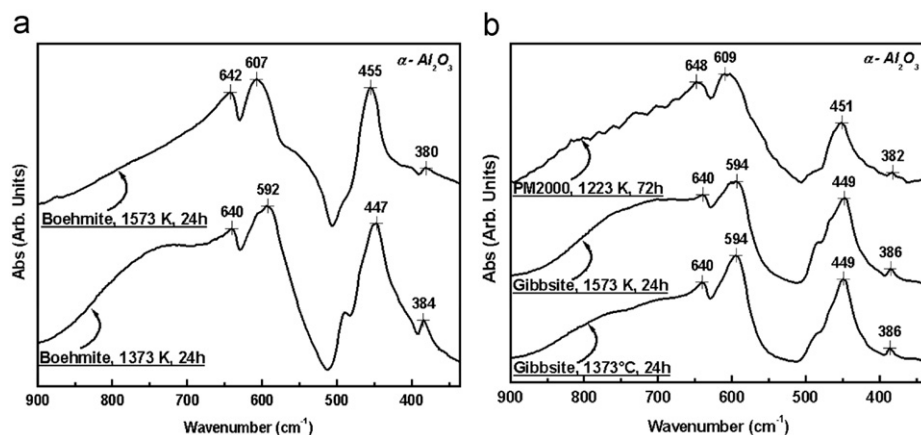 a
α- Al₂O₃
642
607
455
380
Boehmite, 1573 K, 24h
640
592
447
384
Boehmite, 1373 K, 24h
Abs (Arb. Units)
900 800 700 600 500 400
Wavenumber (cm⁻¹)
b
α- Al₂O₃
648
609
451
382
PM2000, 1223 K, 72h
640
594
449
386
Gibbsite, 1573 K, 24h
640
594
449
386
Gibbsite, 1373°C, 24h
Abs (Arb. Units)
900 800 700 600 500 400
Wavenumber (cm⁻¹)